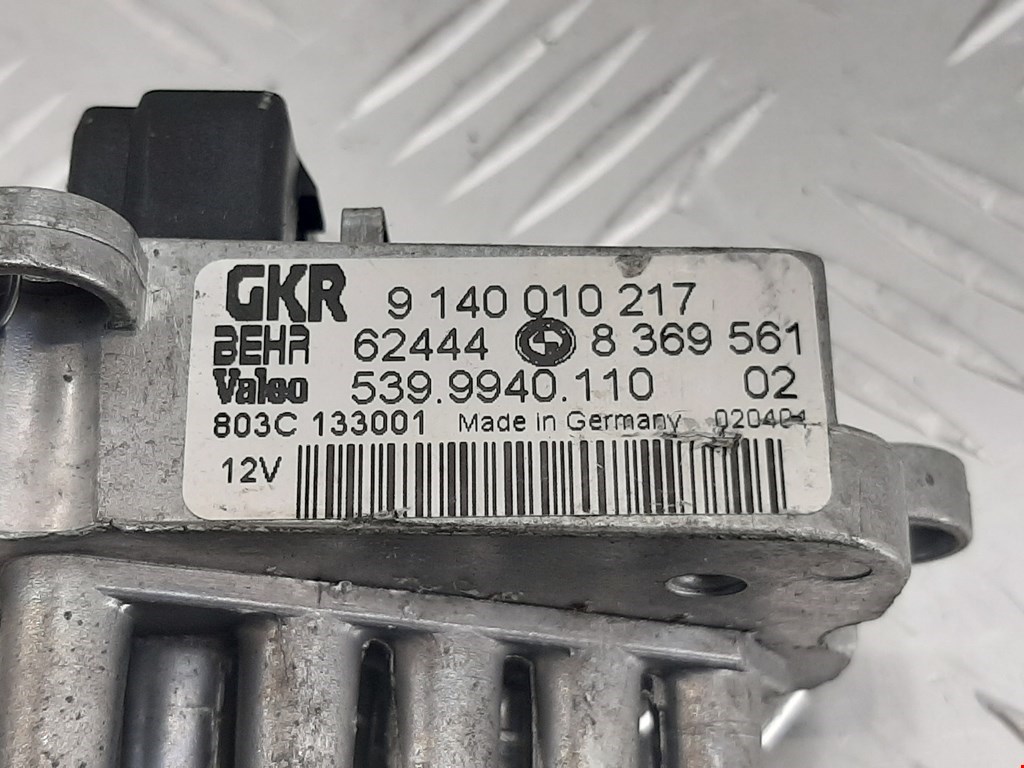 GKR 9 140 010 217
BEHR 62444 8 369 561
Valeo 539.9940.110 02
803C 133001 Made in Germany 020404
12V